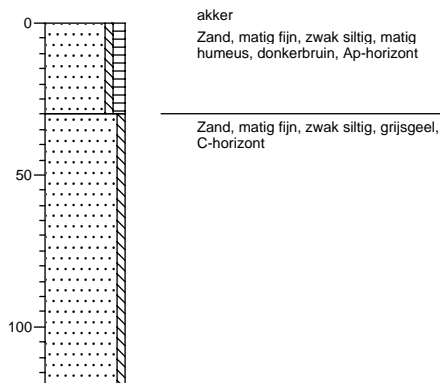 akker
0
Zand, matig fijn, zwak siltig, matig
humeus, donkerbruin, Ap-horizont
Zand, matig fijn, zwak siltig, grijsgeel,
C-horizont
50
100